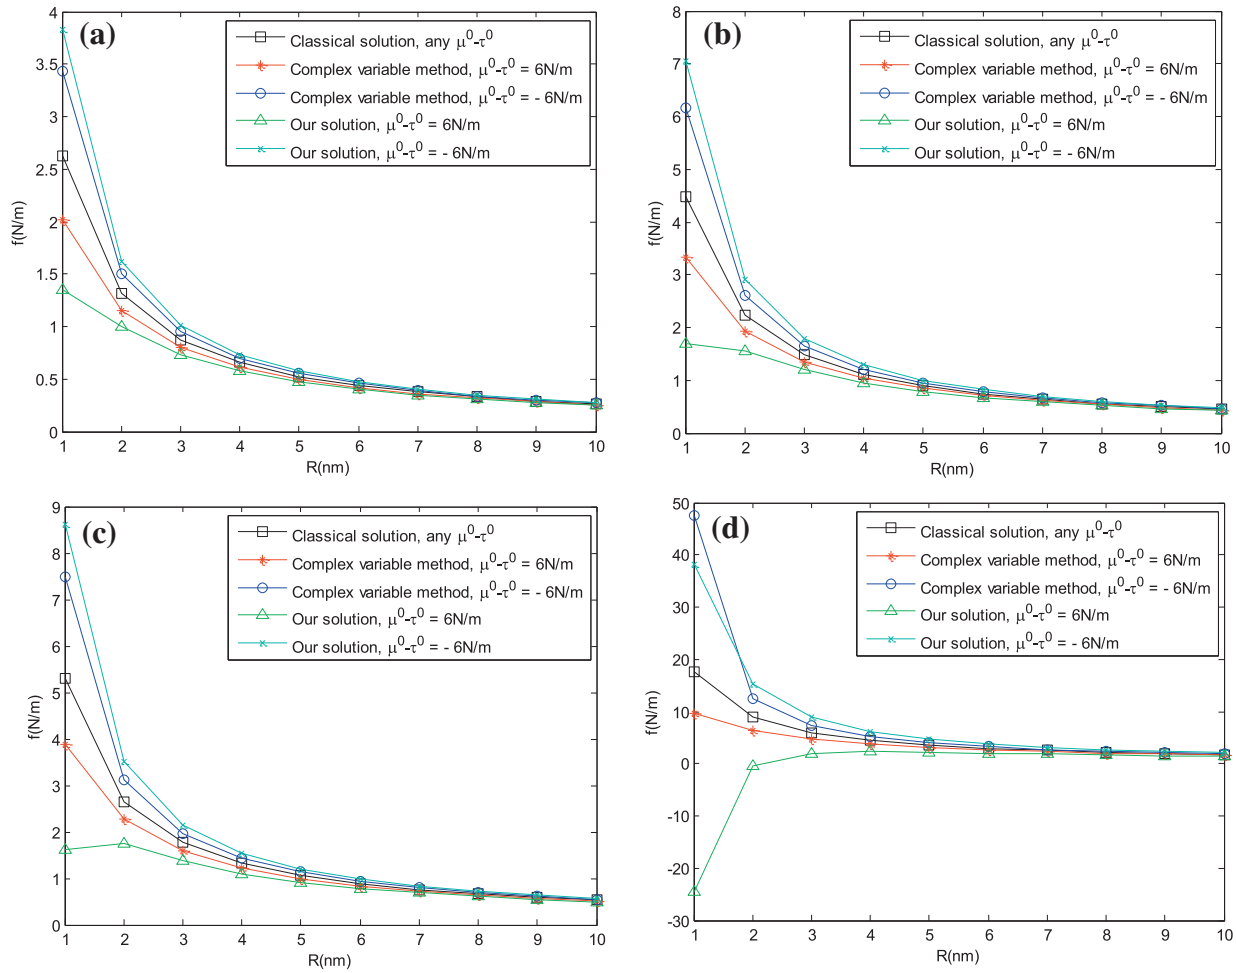 (a)
Classical solution, any μ⁰-τ⁰
Complex variable method, μ⁰-τ⁰ = 6N/m
Complex variable method, μ⁰-τ⁰ = - 6N/m
Our solution, μ⁰-τ⁰ = 6N/m
Our solution, μ⁰-τ⁰ = - 6N/m
4
3.5
3
2.5
2
1.5
1
0.5
0
f(N/m)
1 2 3 4 5 6 7 8 9 10
R(nm)
(b)
Classical solution, any μ⁰-τ⁰
Complex variable method, μ⁰-τ⁰ = 6N/m
Complex variable method, μ⁰-τ⁰ = - 6N/m
Our solution, μ⁰-τ⁰ = 6N/m
Our solution, μ⁰-τ⁰ = - 6N/m
8
7
6
5
4
3
2
1
0
f(N/m)
1 2 3 4 5 6 7 8 9 10
R(nm)
(c)
Classical solution, any μ⁰-τ⁰
Complex variable method, μ⁰-τ⁰ = 6N/m
Complex variable method, μ⁰-τ⁰ = - 6N/m
Our solution, μ⁰-τ⁰ = 6N/m
Our solution, μ⁰-τ⁰ = - 6N/m
9
8
7
6
5
4
3
2
1
0
f(N/m)
1 2 3 4 5 6 7 8 9 10
R(nm)
(d)
Classical solution, any μ⁰-τ⁰
Complex variable method, μ⁰-τ⁰ = 6N/m
Complex variable method, μ⁰-τ⁰ = - 6N/m
Our solution, μ⁰-τ⁰ = 6N/m
Our solution, μ⁰-τ⁰ = - 6N/m
50
40
30
20
10
0
-10
-20
-30
f(N/m)
1 2 3 4 5 6 7 8 9 10
R(nm)